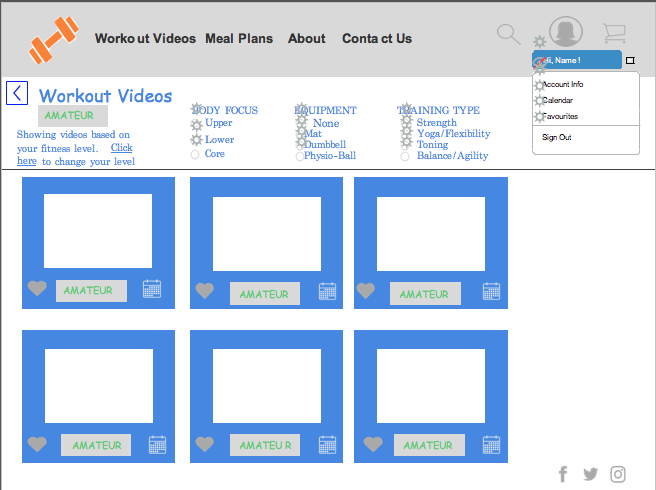 Workout Videos Meal Plans About Contact Us
Hi, Name!
Account Info
Calendar
Favourites
Sign Out
Workout Videos
AMATEUR
Showing videos based on
your fitness level. Click
here to change your level
BODY FOCUS
Upper
Lower
Core
EQUIPMENT
None
Mat
Dumbbell
Physio-Ball
TRAINING TYPE
Strength
Yoga/Flexibility
Toning
Balance/Agility
AMATEUR
AMATEUR
AMATEUR
AMATEUR
AMATEUR
AMATEUR